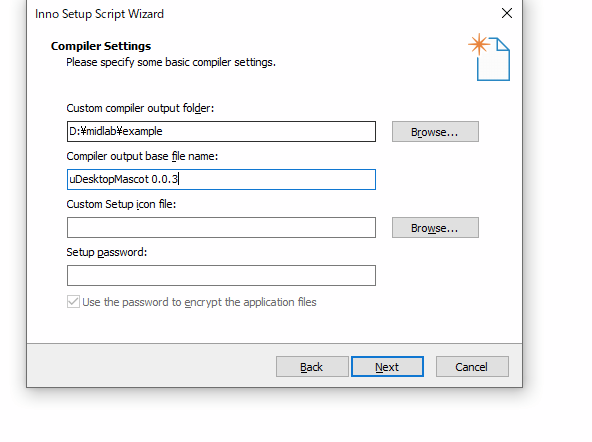 Inno Setup Script Wizard
Compiler Settings
Please specify some basic compiler settings.
Custom compiler output folder:
D:¥midlab¥example
Browse...
Compiler output base file name:
uDesktopMascot 0.0.3
Custom Setup icon file:
Browse...
Setup password:
Use the password to encrypt the application files
Back
Next
Cancel